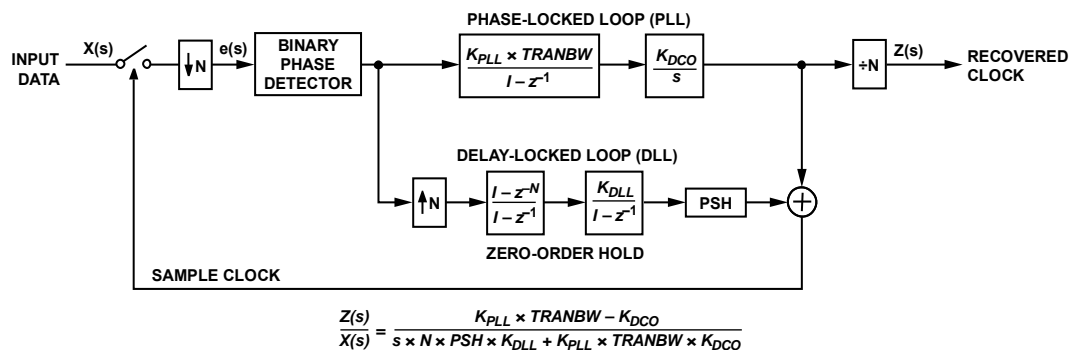 PHASE-LOCKED LOOP (PLL)
INPUT
DATA
X(s)
↓N
e(s)
BINARY
PHASE
DETECTOR
K_PLL × TRANBW
I – z⁻¹
K_DCO
s
÷N
Z(s)
RECOVERED
CLOCK
DELAY-LOCKED LOOP (DLL)
↑N
I – z⁻ᴺ
I – z⁻¹
K_DLL
I – z⁻¹
PSH
+
ZERO-ORDER HOLD
SAMPLE CLOCK
Z(s)
X(s)
=
K_PLL × TRANBW – K_DCO
s × N × PSH × K_DLL + K_PLL × TRANBW × K_DCO